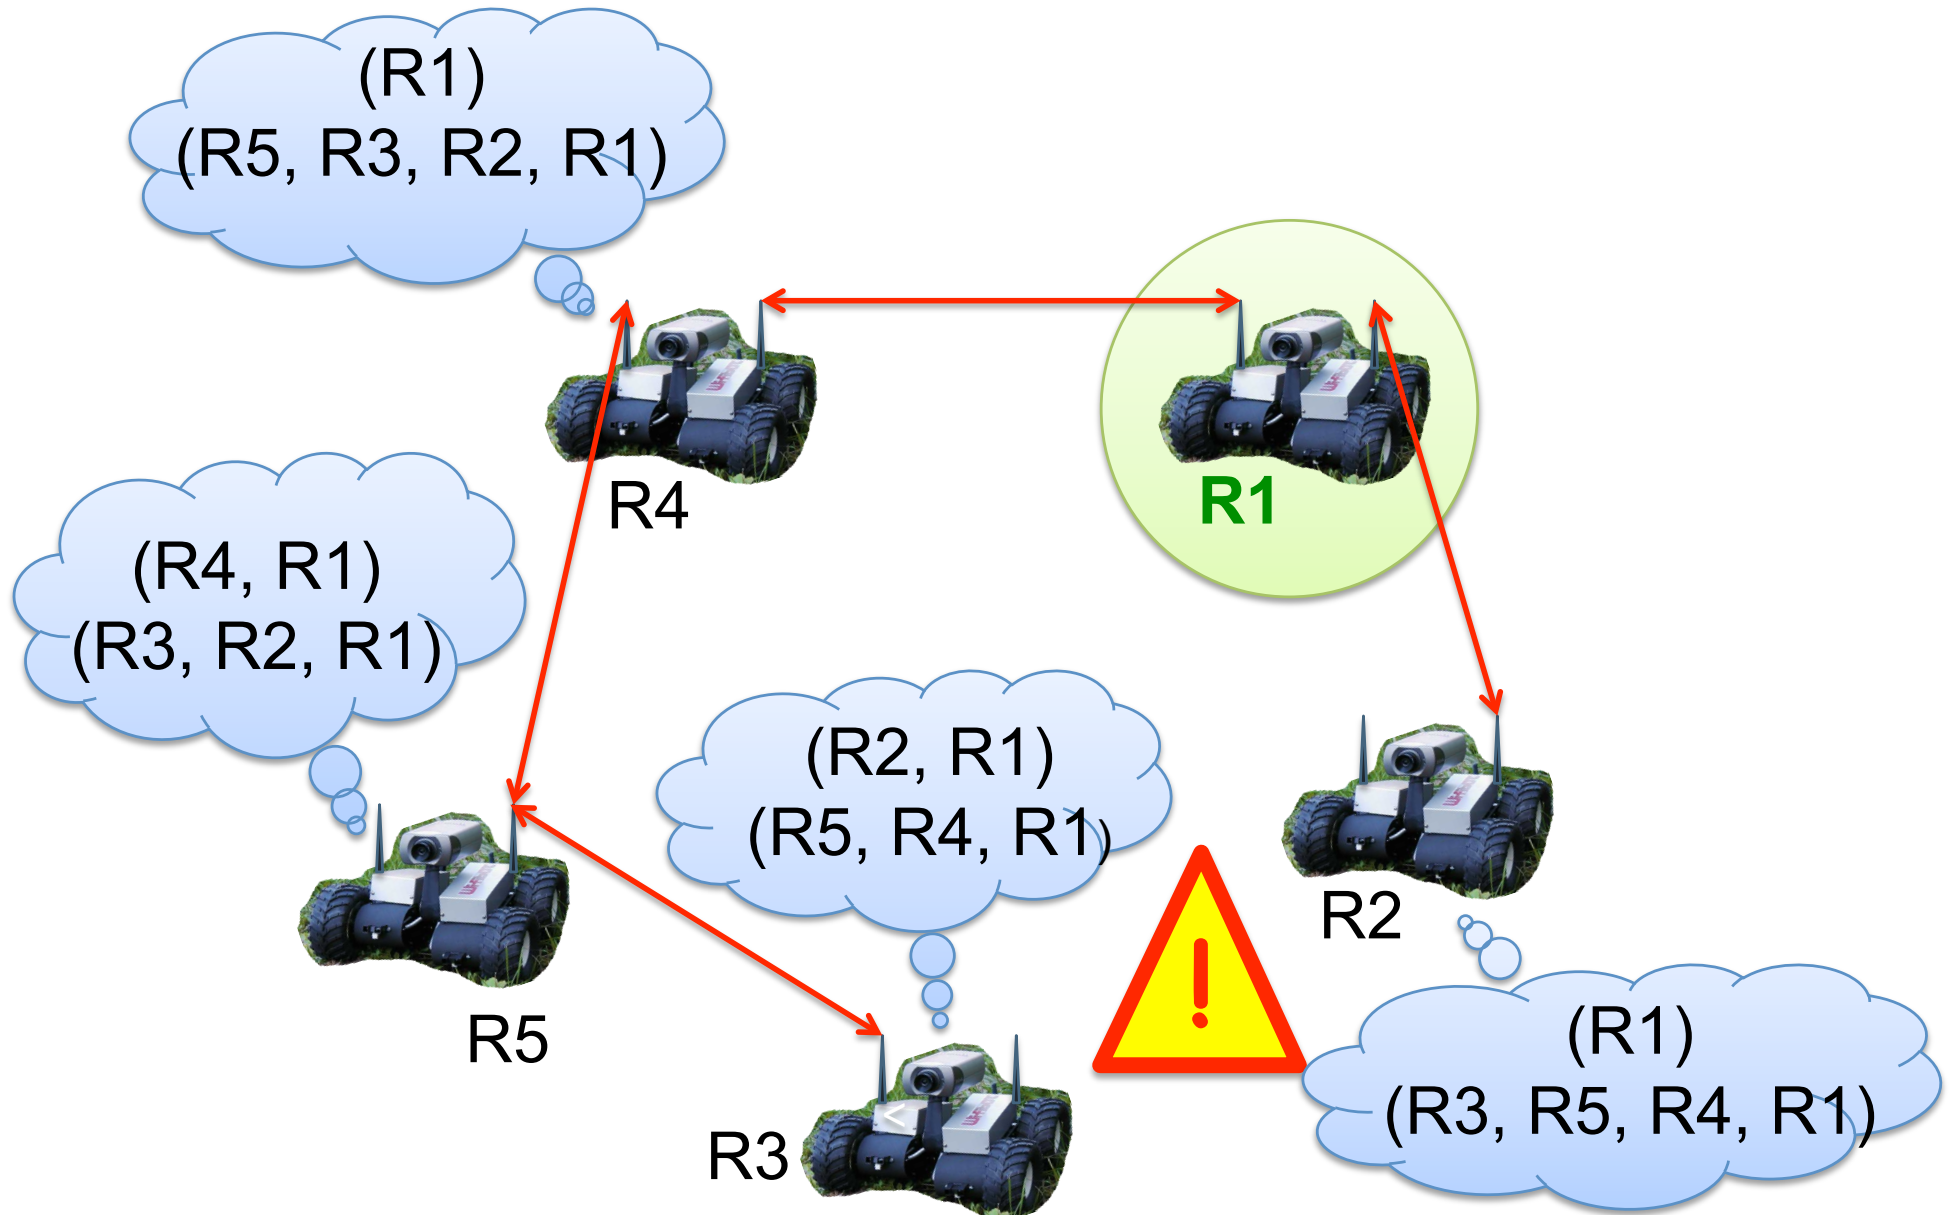 (R1)
(R5, R3, R2, R1)
R4
R1
(R4, R1)
(R3, R2, R1)
R5
(R2, R1)
(R5, R4, R1)
R3
!
R2
(R1)
(R3, R5, R4, R1)